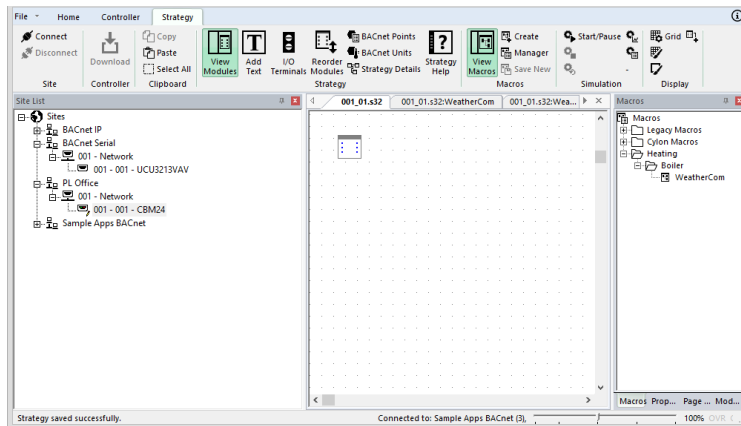 File Home Controller Strategy
Connect
Disconnect
Site
Download
Controller
Copy
Paste
Select All
Clipboard
View Modules
Add Text
I/O Terminals
Reorder Modules
BACnet Points
BACnet Units
Strategy Details
Strategy Help
Strategy
View Macros
Create
Manager
Save New
Macros
Start/Pause
Simulation
Grid
Display
Site List
Sites
BACnet IP
BACnet Serial
001 - Network
001 - 001 - UCU3213VAV
PL Office
001 - Network
001 - 001 - CBM24
Sample Apps BACnet
001_01.s32 001_01.s32:WeatherCom 001_01.s32:Wea...
Macros
Macros
Legacy Macros
Cylon Macros
Heating
Boiler
WeatherCom
Macros Prop... Page ... Mod...
Strategy saved successfully. Connected to: Sample Apps BACnet (3), 100% OVR